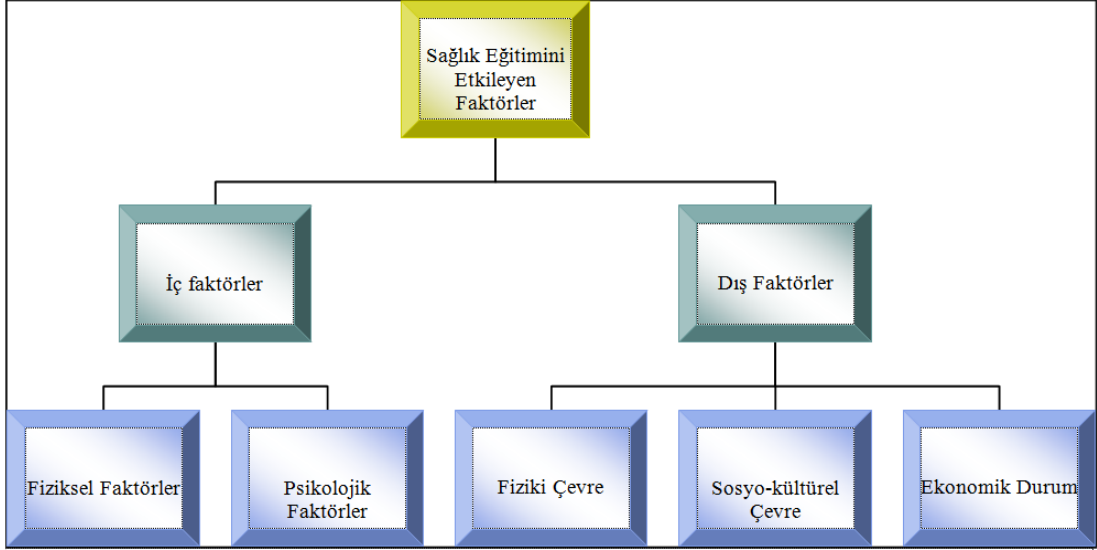 Sağlık Eğitimini
Etkileyen
Faktörler
İç faktörler
Dış Faktörler
Fiziksel Faktörler
Psikolojik
Faktörler
Fiziki Çevre
Sosyo-kültürel
Çevre
Ekonomik Durum